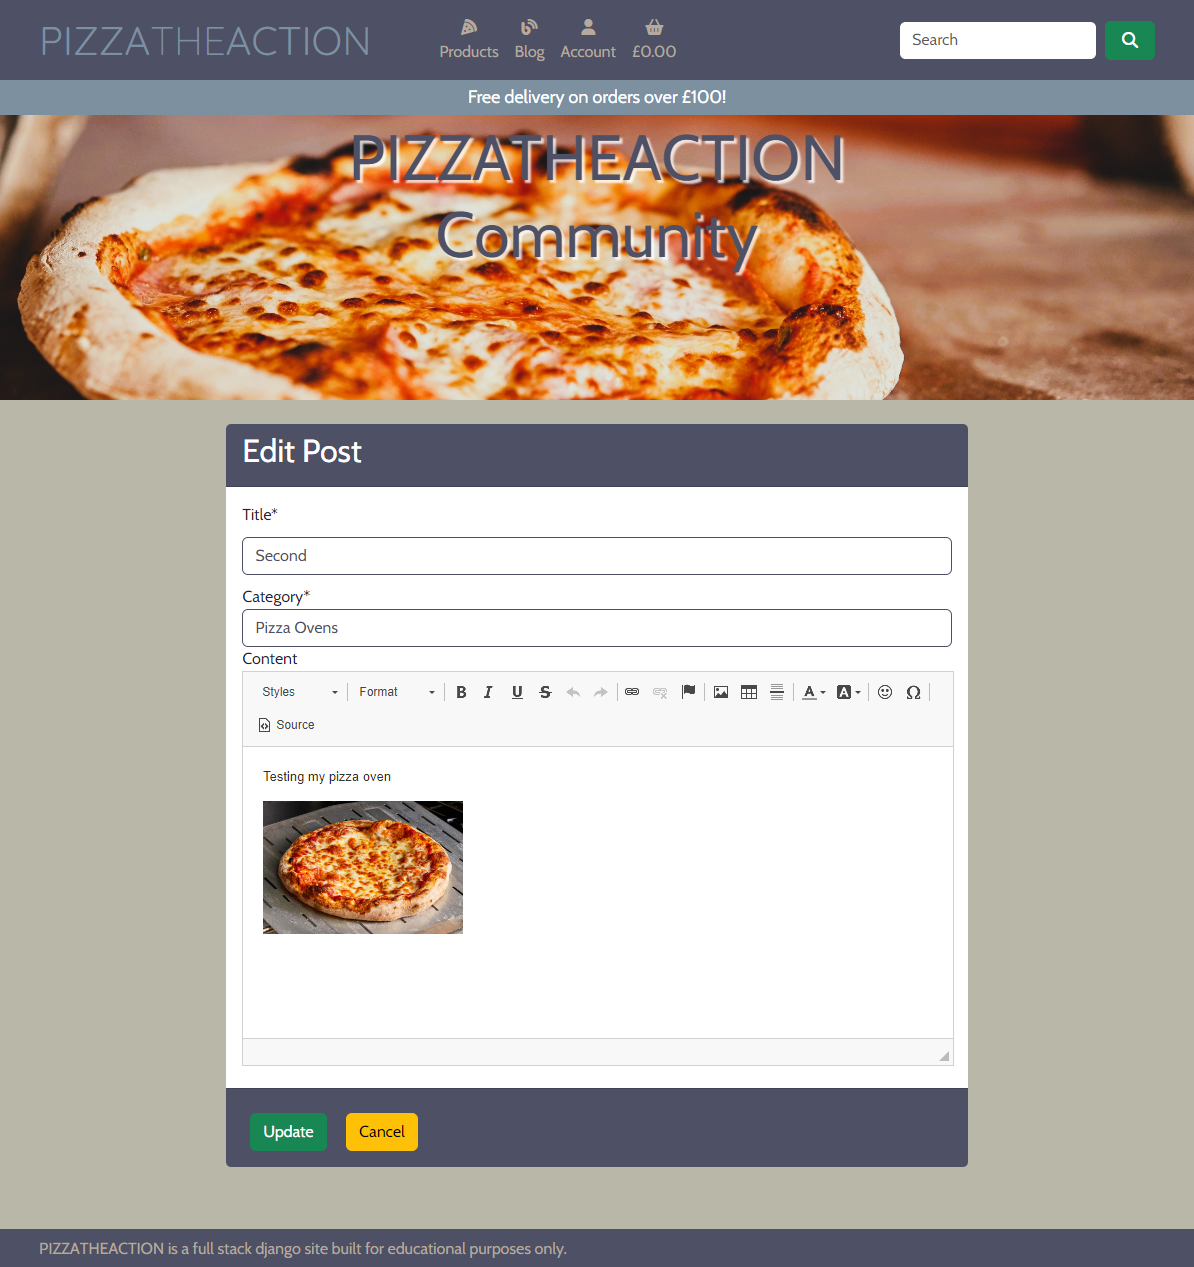 PIZZATHEACTION
Products Blog Account £0.00
Search
Free delivery on orders over £100!
PIZZATHEACTION
Community
Edit Post
Title*
Second
Category*
Pizza Ovens
Content
Styles Format B I U S A A Ω
Source
Testing my pizza oven
Update Cancel
PIZZATHEACTION is a full stack django site built for educational purposes only.